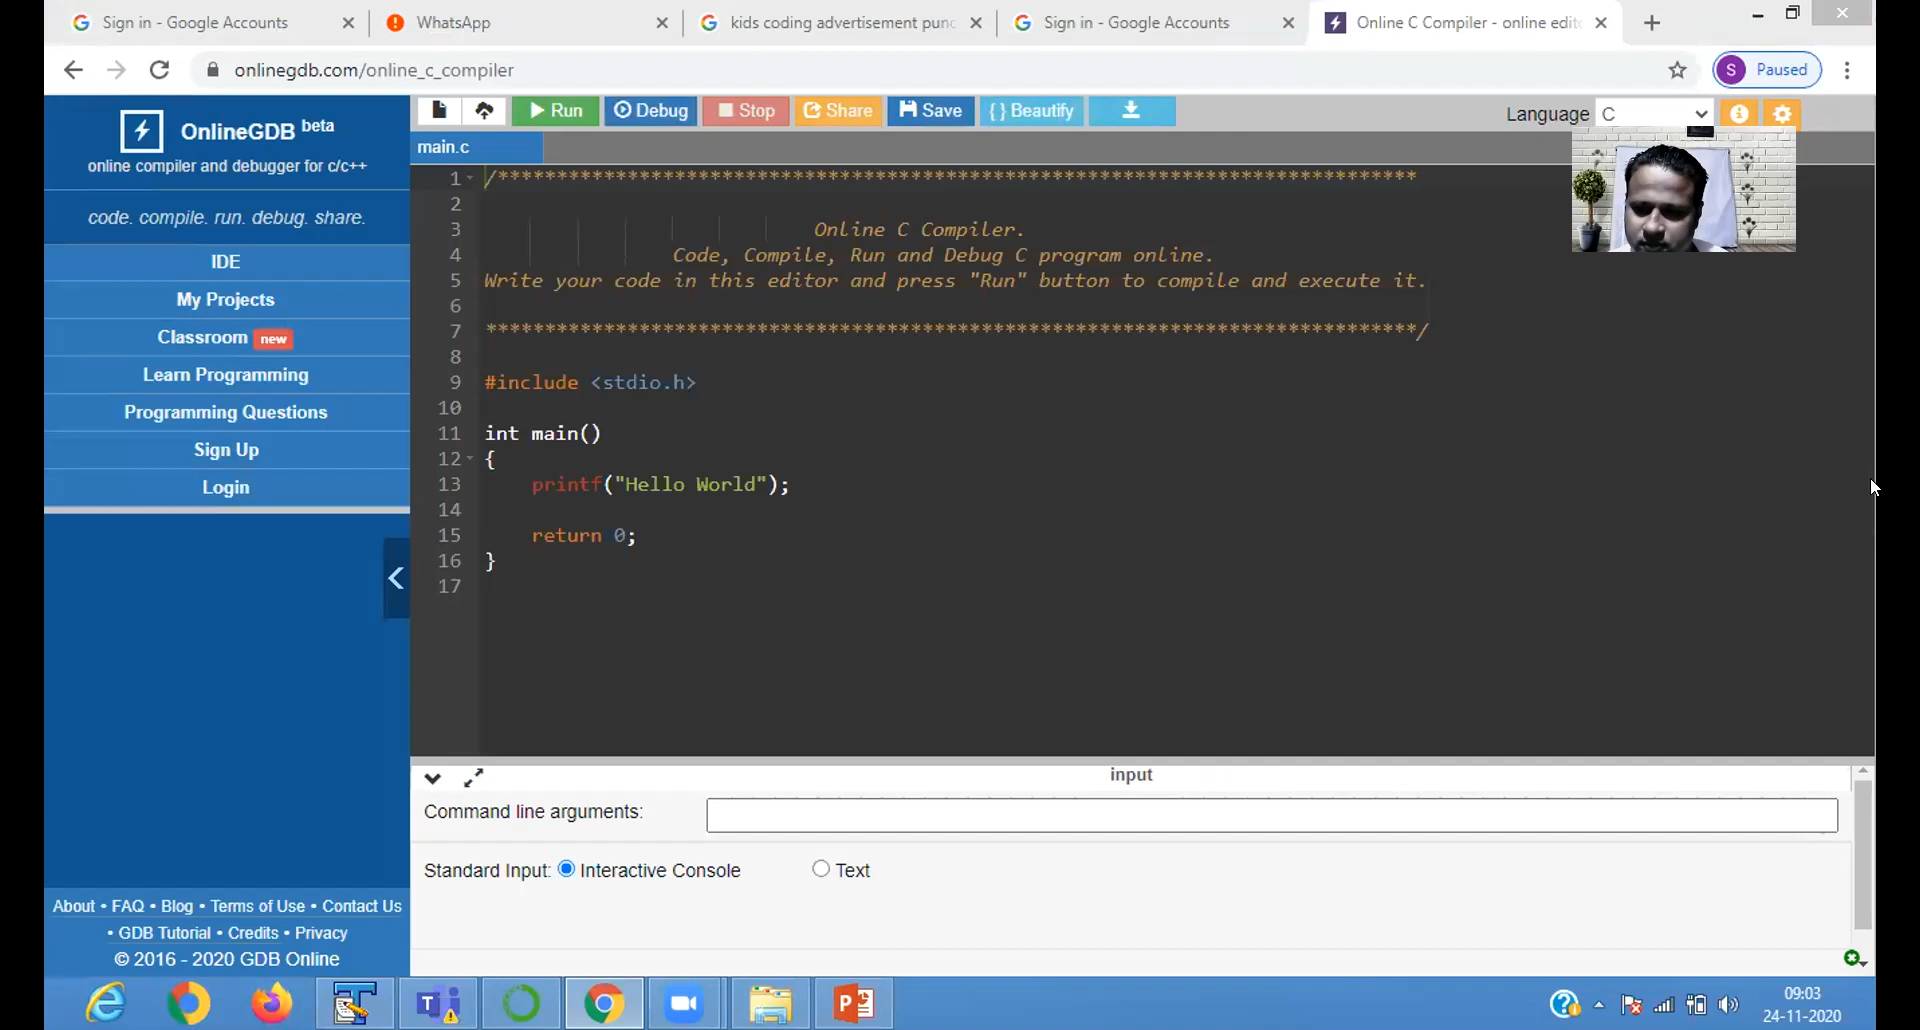 Sign in - Google Accounts
WhatsApp
kids coding advertisement punc
Sign in - Google Accounts
Online C Compiler - online edit
onlinegdb.com/online_c_compiler
S Paused
OnlineGDB beta
online compiler and debugger for c/c++
code. compile. run. debug. share.
IDE
My Projects
Classroom new
Learn Programming
Programming Questions
Sign Up
Login
About • FAQ • Blog • Terms of Use • Contact Us
• GDB Tutorial • Credits • Privacy
© 2016 - 2020 GDB Online
Run Debug Stop Share Save { } Beautify
Language C
main.c
1 /******************************************************************************
2
3 Online C Compiler.
4 Code, Compile, Run and Debug C program online.
5 Write your code in this editor and press "Run" button to compile and execute it.
6
7 *******************************************************************************/
8
9 #include <stdio.h>
10
11 int main()
12 {
13 printf("Hello World");
14
15 return 0;
16 }
17
input
Command line arguments:
Standard Input: Interactive Console Text
09:03
24-11-2020